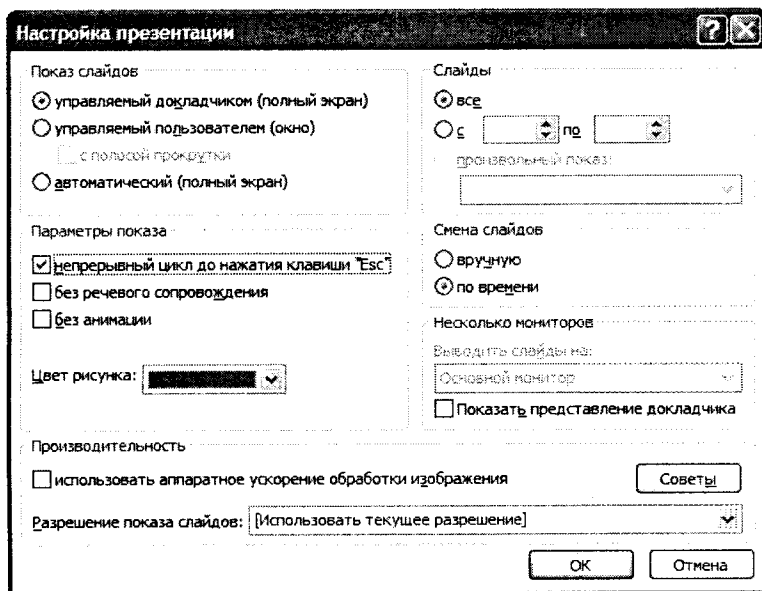 Настройка презентации
Показ слайдов
управляемый докладчиком (полный экран)
управляемый пользователем (окно)
с полосой прокрутки
автоматический (полный экран)
Слайды
все
с по
произвольный показ:
Параметры показа
непрерывный цикл до нажатия клавиши "Esc"
без речевого сопровождения
без анимации
Цвет рисунка:
Смена слайдов
вручную
по времени
Несколько мониторов
Выводить слайды на:
Основной монитор
Показать представление докладчика
Производительность
использовать аппаратное ускорение обработки изображения
Советы
Разрешение показа слайдов: [Использовать текущее разрешение]
ОК Отмена